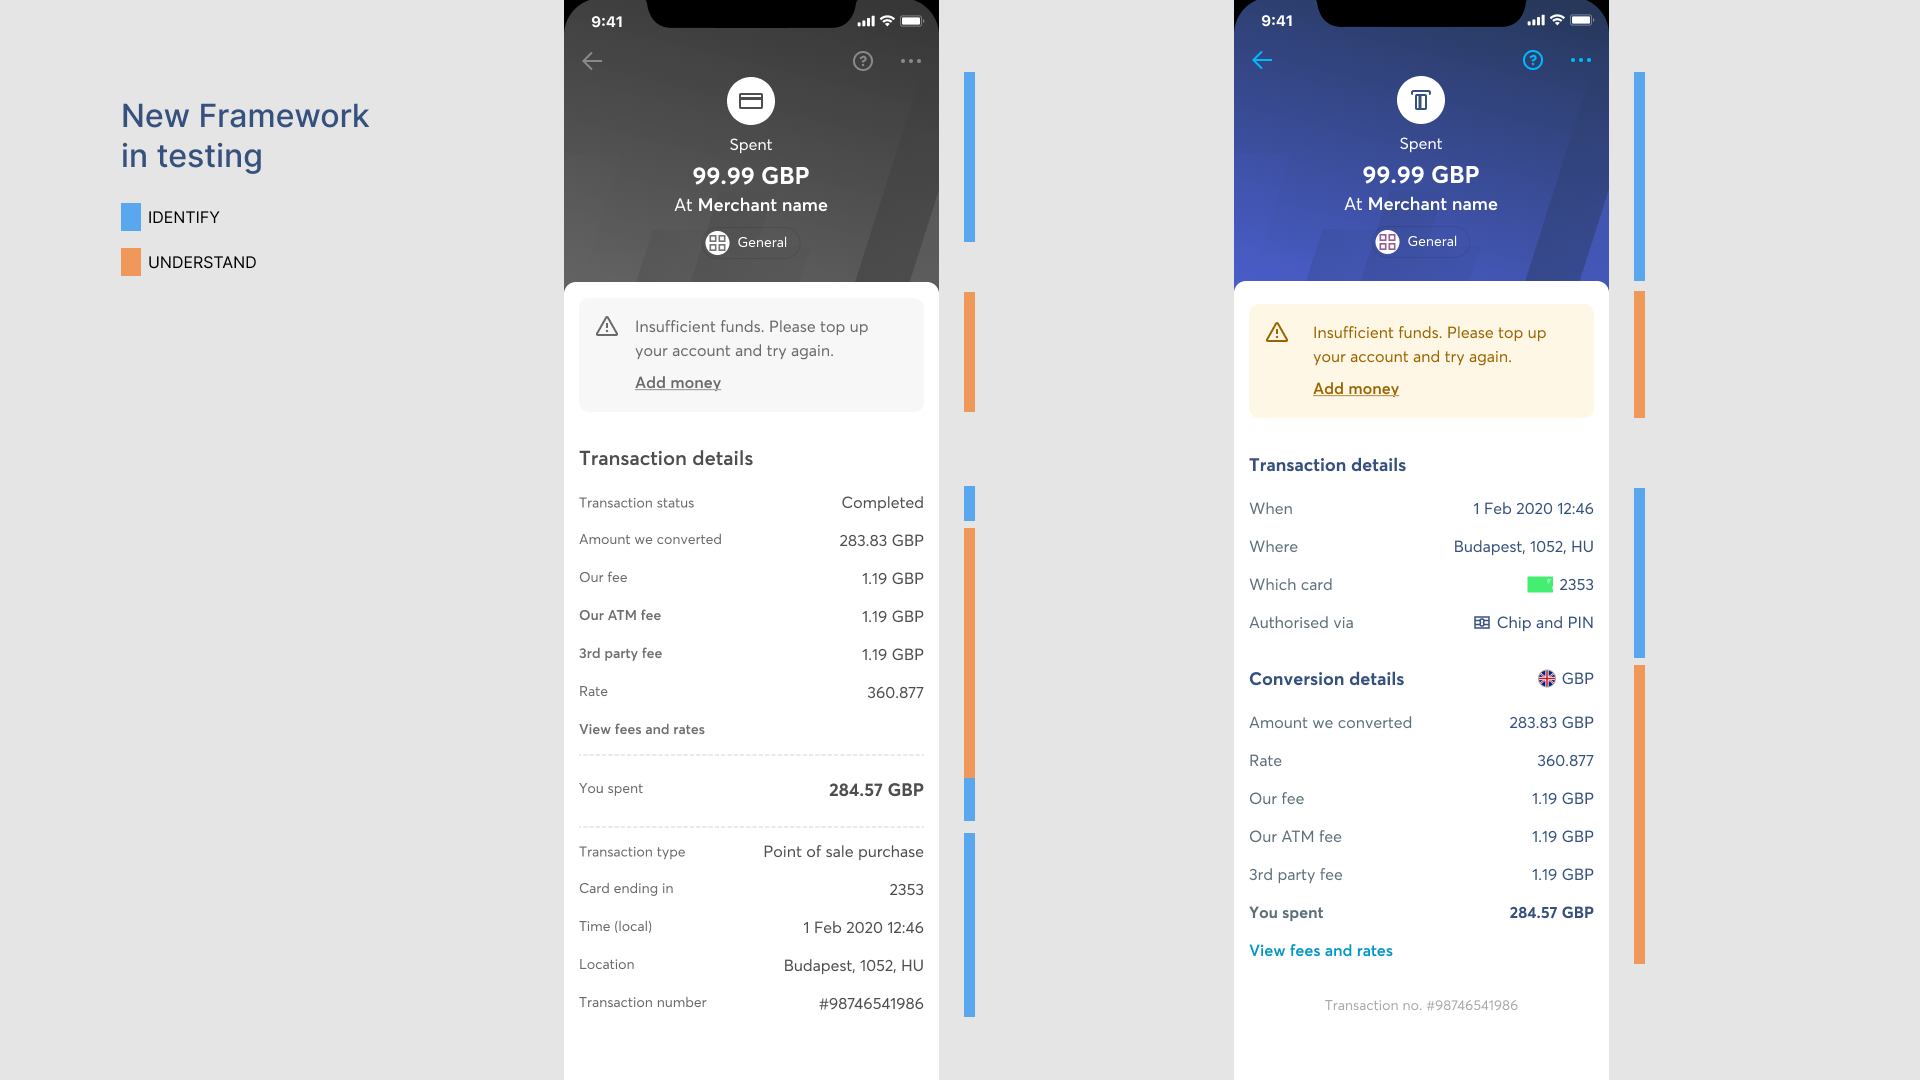 New Framework
in testing
IDENTIFY
UNDERSTAND
9:41
Spent
99.99 GBP
At Merchant name
General
Insufficient funds. Please top up
your account and try again.
Add money
Transaction details
Transaction status Completed
Amount we converted 283.83 GBP
Our fee 1.19 GBP
Our ATM fee 1.19 GBP
3rd party fee 1.19 GBP
Rate 360.877
View fees and rates
You spent 284.57 GBP
Transaction type Point of sale purchase
Card ending in 2353
Time (local) 1 Feb 2020 12:46
Location Budapest, 1052, HU
Transaction number #98746541986
9:41
Spent
99.99 GBP
At Merchant name
General
Insufficient funds. Please top up
your account and try again.
Add money
Transaction details
When 1 Feb 2020 12:46
Where Budapest, 1052, HU
Which card 2353
Authorised via Chip and PIN
Conversion details GBP
Amount we converted 283.83 GBP
Rate 360.877
Our fee 1.19 GBP
Our ATM fee 1.19 GBP
3rd party fee 1.19 GBP
You spent 284.57 GBP
View fees and rates
Transaction no. #98746541986